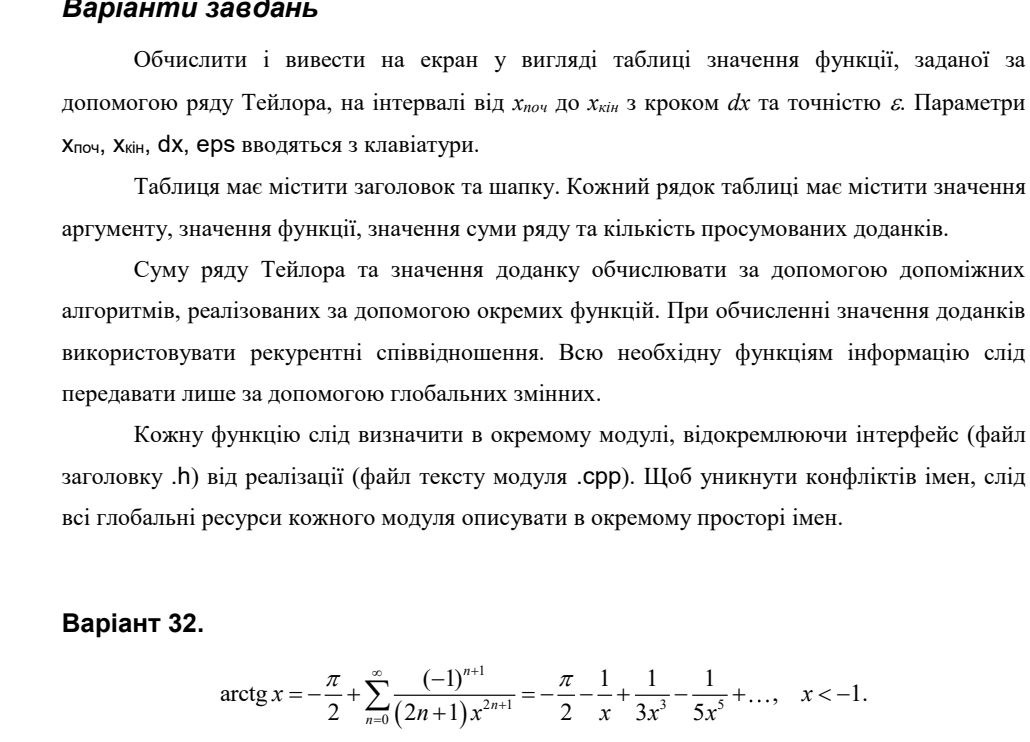 Варіанти завдань
Обчислити і вивести на екран у вигляді таблиці значення функції, заданої за
допомогою ряду Тейлора, на інтервалі від xпоч до xкін з кроком dx та точністю ε. Параметри
хпоч, хкін, dx, eps вводяться з клавіатури.
Таблиця має містити заголовок та шапку. Кожний рядок таблиці має містити значення
аргументу, значення функції, значення суми ряду та кількість просумованих доданків.
Суму ряду Тейлора та значення доданку обчислювати за допомогою допоміжних
алгоритмів, реалізованих за допомогою окремих функцій. При обчисленні значення доданків
використовувати рекурентні співвідношення. Всю необхідну функціям інформацію слід
передавати лише за допомогою глобальних змінних.
Кожну функцію слід визначити в окремому модулі, відокремлюючи інтерфейс (файл
заголовку .h) від реалізації (файл тексту модуля .cpp). Щоб уникнути конфліктів імен, слід
всі глобальні ресурси кожного модуля описувати в окремому просторі імен.
Варіант 32.
arctg x = −π/2 + ∑_{n=0}^{∞} (−1)^{n+1}/((2n+1)x^{2n+1}) = −π/2 − 1/x + 1/(3x^3) − 1/(5x^5) + …, x < −1.